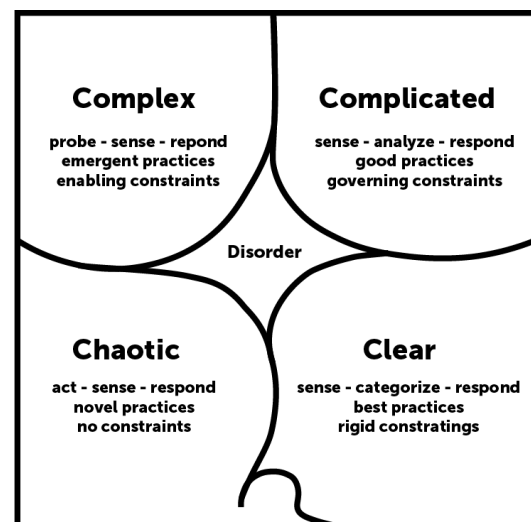 Complex
probe - sense - repond
emergent practices
enabling constraints
Complicated
sense - analyze - respond
good practices
governing constraints
Disorder
Chaotic
act - sense - respond
novel practices
no constraints
Clear
sense - categorize - respond
best practices
rigid constratings